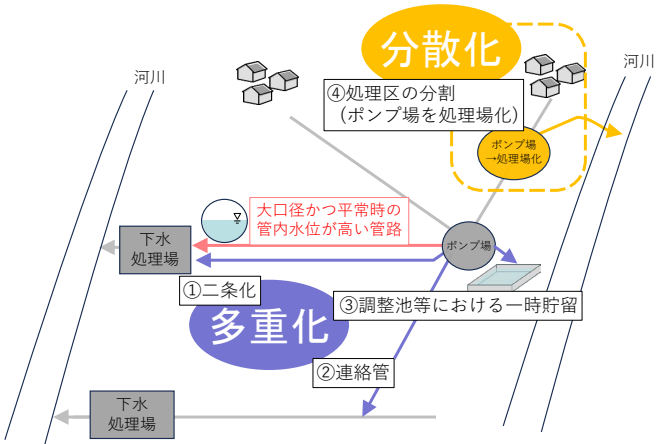 分散化
河川
河川
④処理区の分割
(ポンプ場を処理場化)
ポンプ場
→処理場化
大口径かつ平常時の
管内水位が高い管路
下水
処理場
ポンプ場
①二条化
③調整池等における一時貯留
多重化
②連絡管
下水
処理場